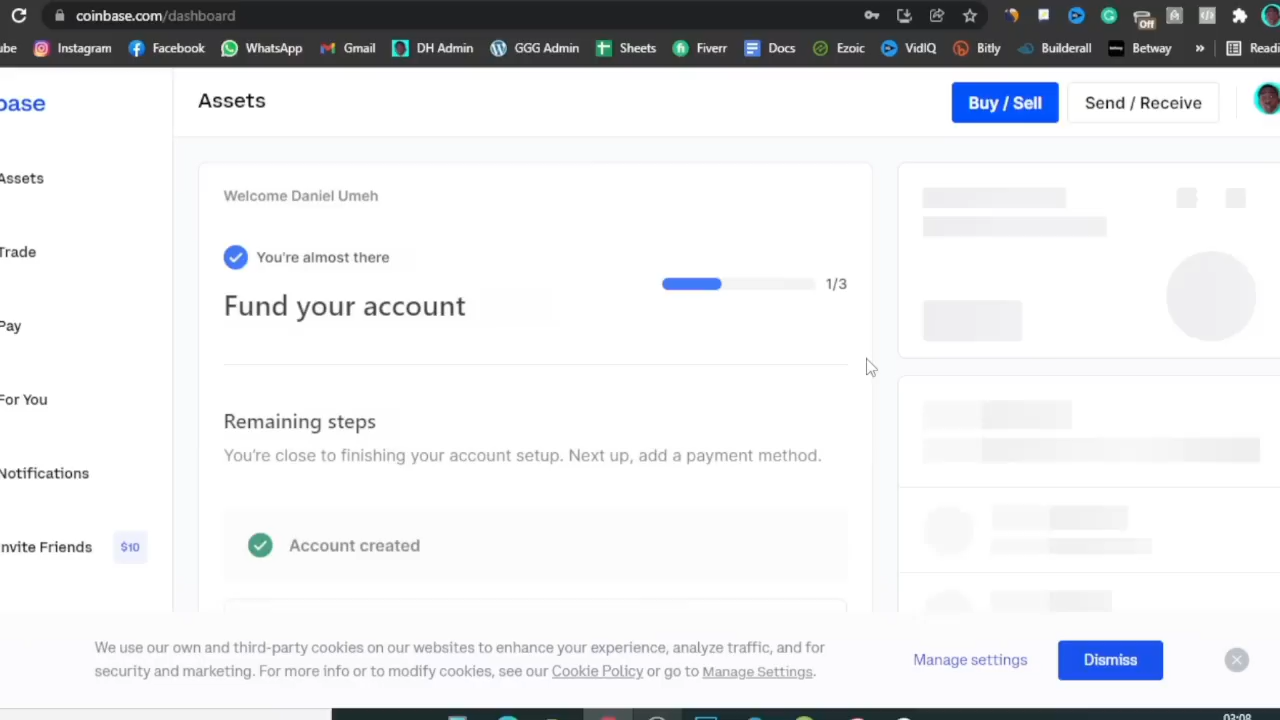 coinbase.com/dashboard
Off
ube Instagram Facebook WhatsApp Gmail DH Admin GGG Admin Sheets Fiverr Docs Ezoic VidIQ Bitly Builderall Betway » Readi
base
Assets
Buy / Sell
Send / Receive
Assets
Trade
Pay
For You
Notifications
nvite Friends $10
Welcome Daniel Umeh
You're almost there
1/3
Fund your account
Remaining steps
You're close to finishing your account setup. Next up, add a payment method.
Account created
We use our own and third-party cookies on our websites to enhance your experience, analyze traffic, and for
security and marketing. For more info or to modify cookies, see our Cookie Policy or go to Manage Settings.
Manage settings
Dismiss
03:08